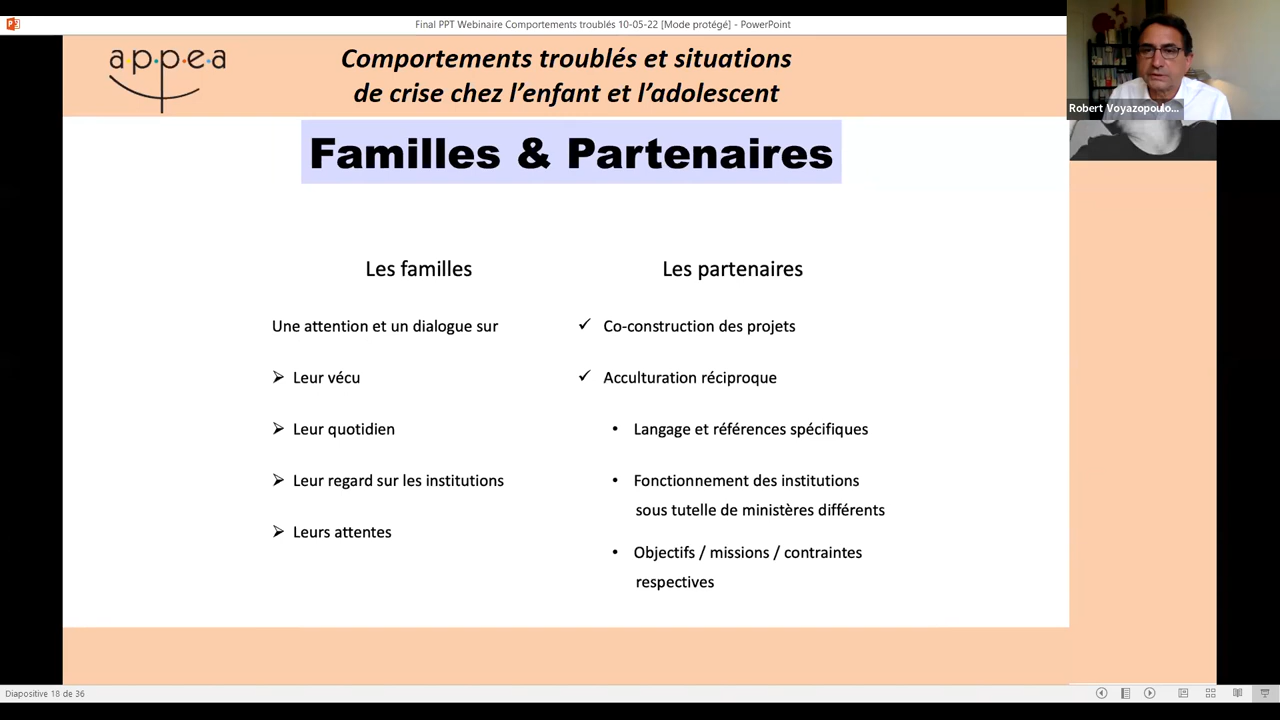 Final PPT Webinaire Comportements troublés 10-05-22 [Mode protégé] - PowerPoint
appea
Comportements troublés et situations
de crise chez l’enfant et l’adolescent
Robert Voyazopoulo...
Familles & Partenaires
Les familles
Une attention et un dialogue sur
Leur vécu
Leur quotidien
Leur regard sur les institutions
Leurs attentes
Les partenaires
Co-construction des projets
Acculturation réciproque
Langage et références spécifiques
Fonctionnement des institutions
sous tutelle de ministères différents
Objectifs / missions / contraintes
respectives
Diapositive 18 de 36